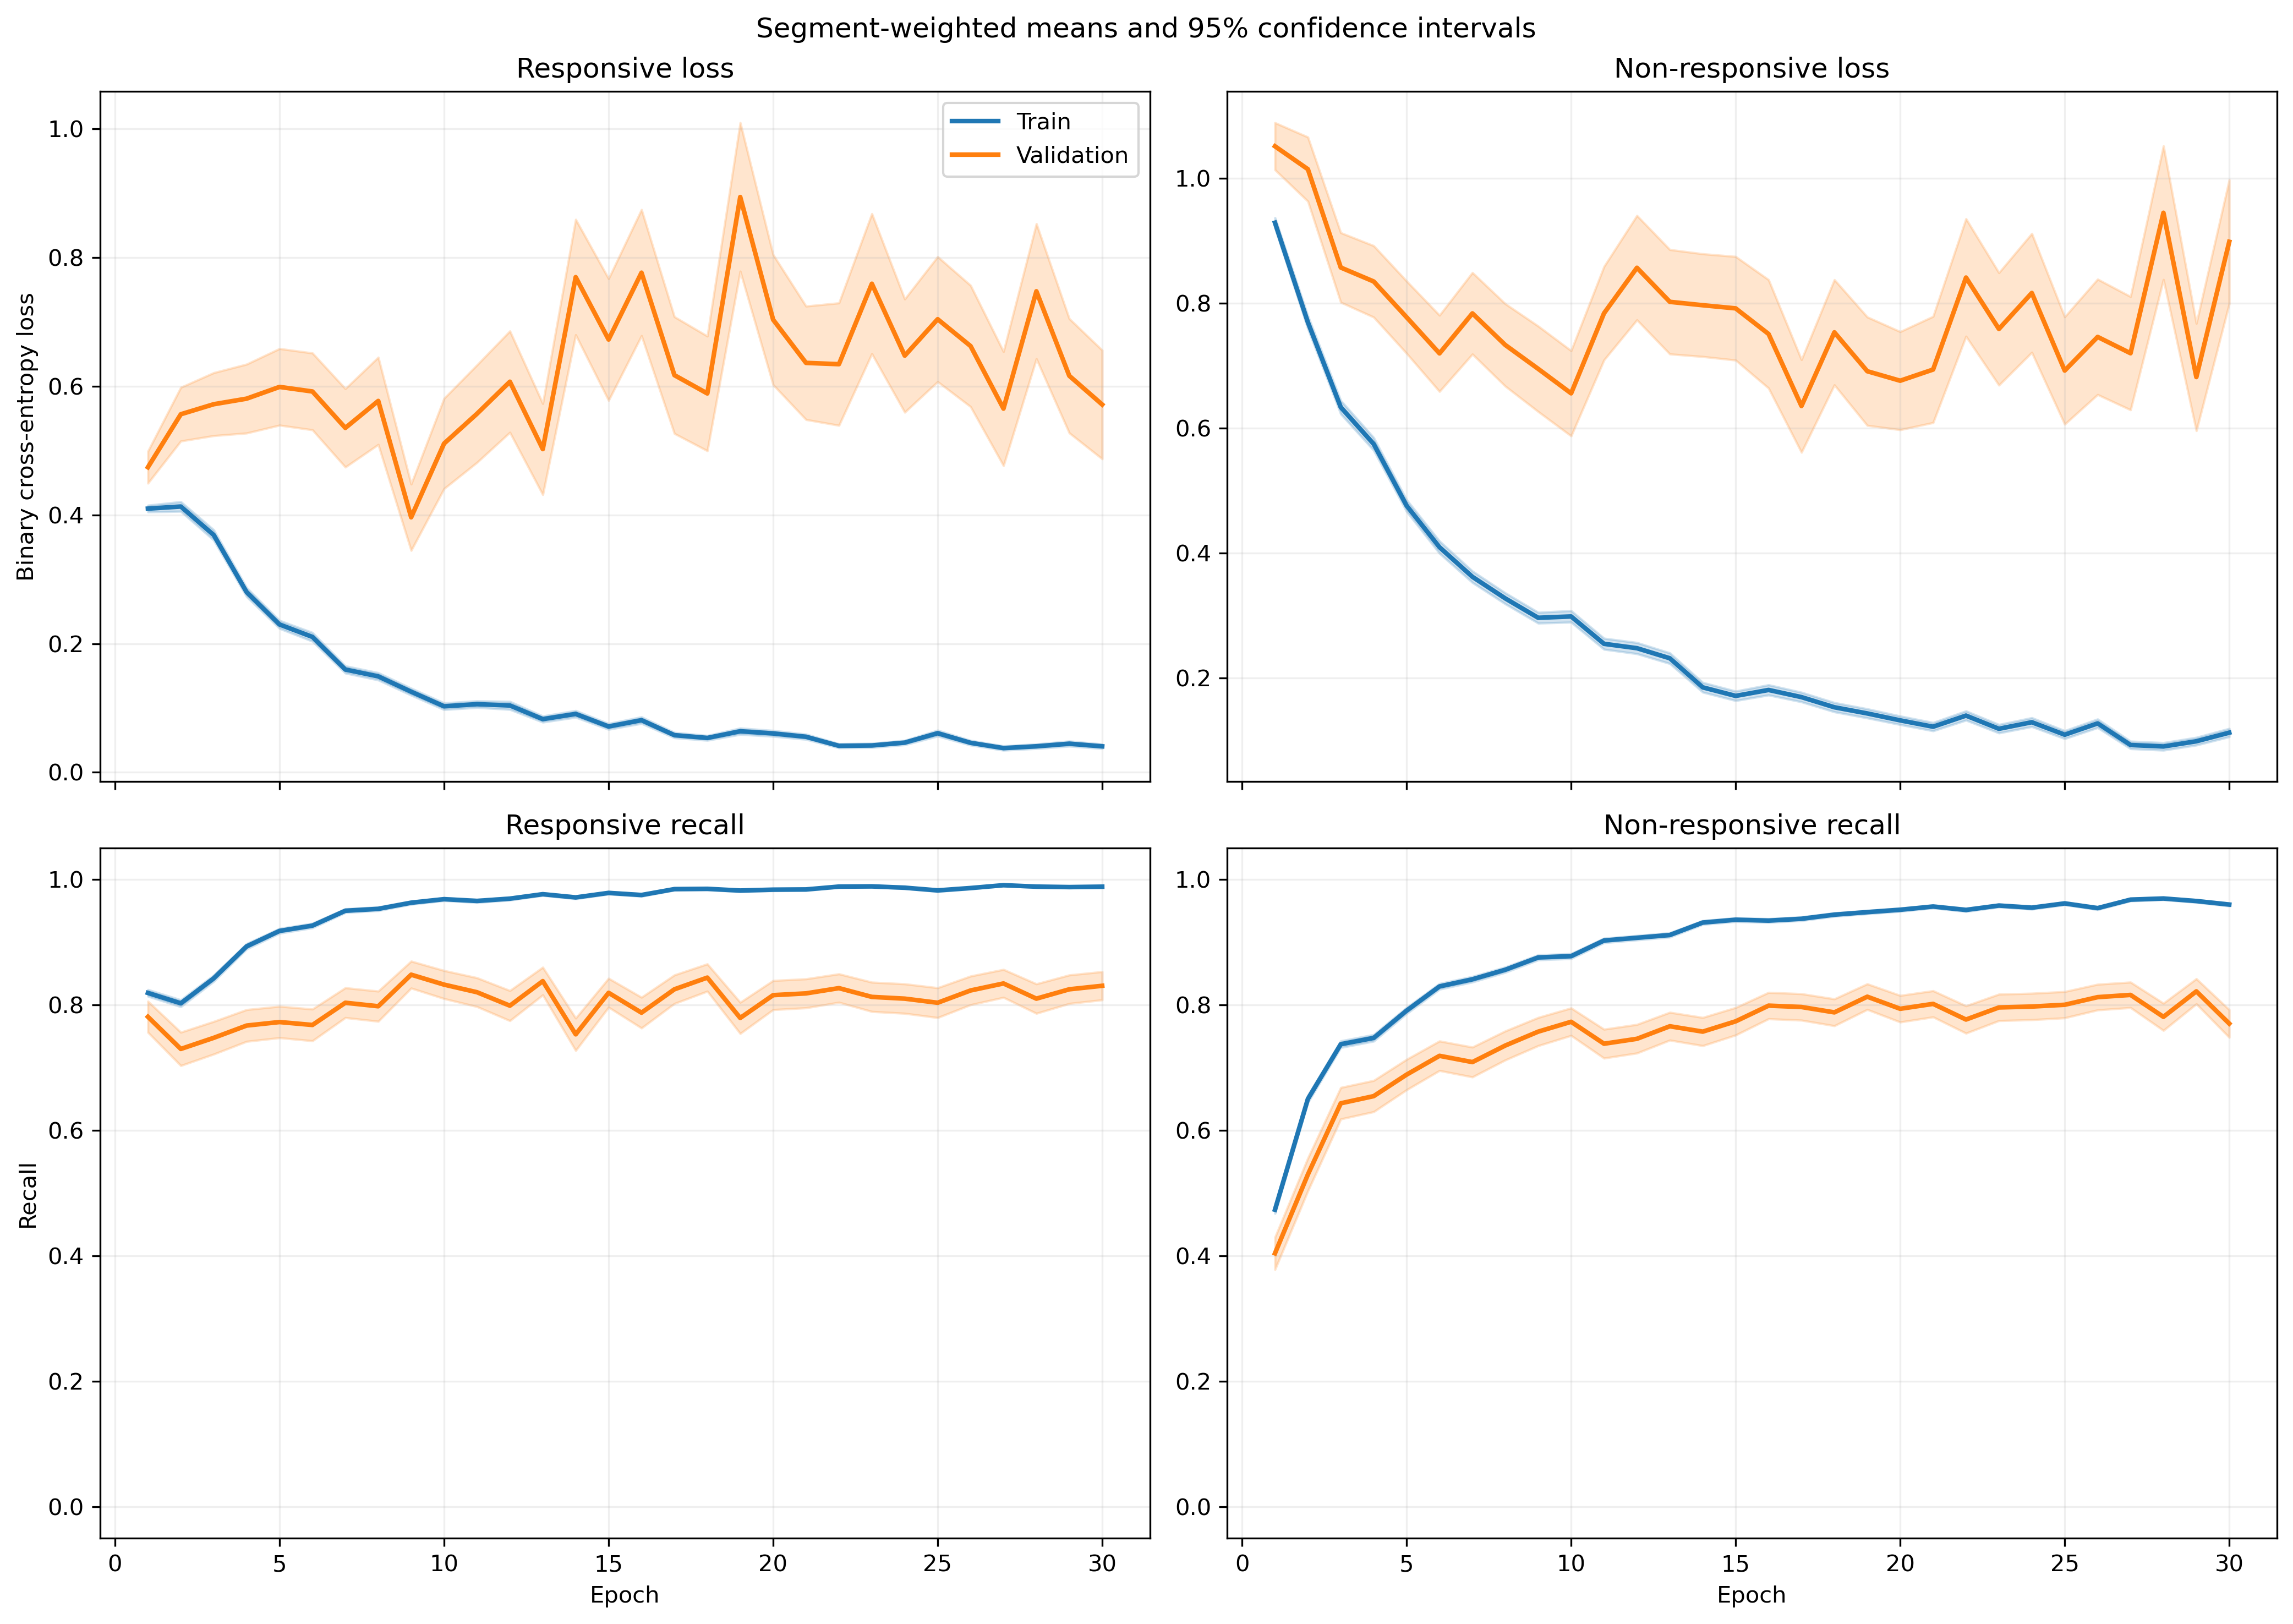 Segment-weighted means and 95% confidence intervals
Responsive loss
Non-responsive loss
Binary cross-entropy loss
1.0
0.8
0.6
0.4
0.2
0.0
Train
Validation
1.0
0.8
0.6
0.4
0.2
Responsive recall
Non-responsive recall
Recall
1.0
0.8
0.6
0.4
0.2
0.0
0 5 10 15 20 25 30
Epoch
1.0
0.8
0.6
0.4
0.2
0.0
0 5 10 15 20 25 30
Epoch